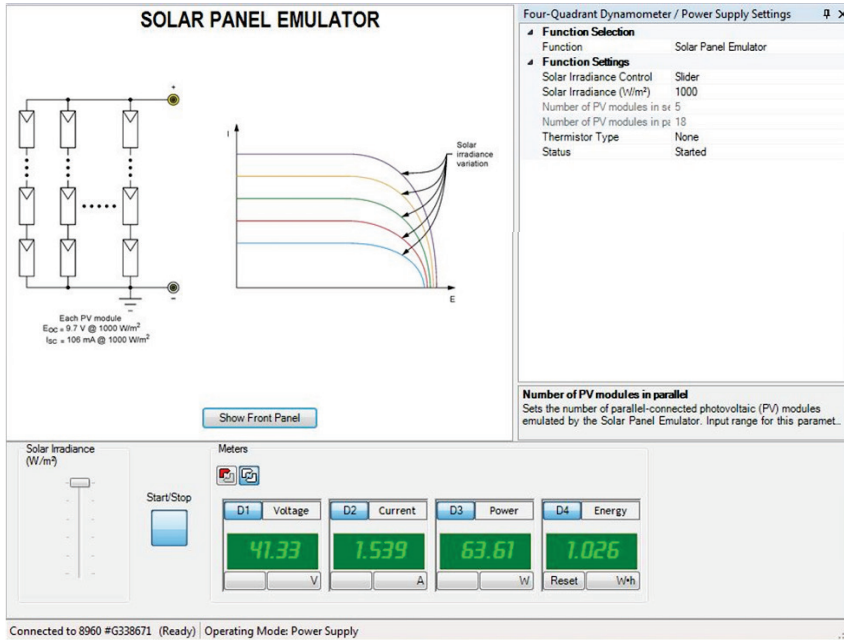 SOLAR PANEL EMULATOR
+
−
Each PV module
EOC = 9.7 V @ 1000 W/m²
ISC = 106 mA @ 1000 W/m²
I
E
Solar
irradiance
variation
Show Front Panel
Four-Quadrant Dynamometer / Power Supply Settings
Function Selection
Function Solar Panel Emulator
Function Settings
Solar Irradiance Control Slider
Solar Irradiance (W/m²) 1000
Number of PV modules in se 5
Number of PV modules in pa 18
Thermistor Type None
Status Started
Number of PV modules in parallel
Sets the number of parallel-connected photovoltaic (PV) modules
emulated by the Solar Panel Emulator. Input range for this paramet...
Solar Irradiance
(W/m²)
Start/Stop
Meters
D1 Voltage D2 Current D3 Power D4 Energy
41.33 1.539 63.61 1.026
V A W Reset W•h
Connected to 8960 #G338671 (Ready) Operating Mode: Power Supply